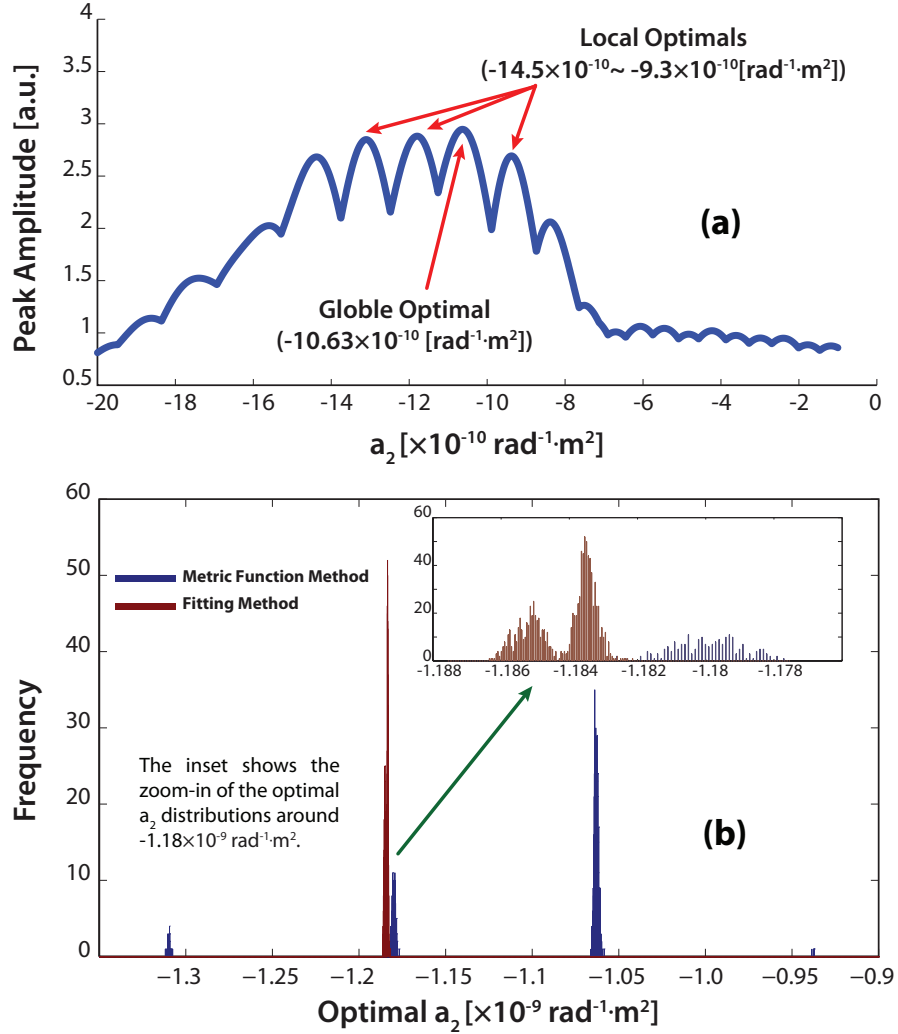 4
3.5
3
2.5
2
1.5
1
0.5
Peak Amplitude [a.u.]
Local Optimals
(-14.5×10⁻¹⁰~ -9.3×10⁻¹⁰[rad⁻¹·m²])
(a)
Globle Optimal
(-10.63×10⁻¹⁰ [rad⁻¹·m²])
-20 -18 -16 -14 -12 -10 -8 -6 -4 -2 0
a₂ [×10⁻¹⁰ rad⁻¹·m²]
60
50
40
30
20
10
0
Frequency
Metric Function Method
Fitting Method
60
40
20
0
-1.188 -1.186 -1.184 -1.182 -1.18 -1.178
The inset shows the
zoom-in of the optimal
a₂ distributions around
-1.18×10⁻⁹ rad⁻¹·m².
(b)
−1.3 −1.25 −1.2 −1.15 −1.1 −1.05 −1.0 −0.95 −0.9
Optimal a₂ [×10⁻⁹ rad⁻¹·m²]